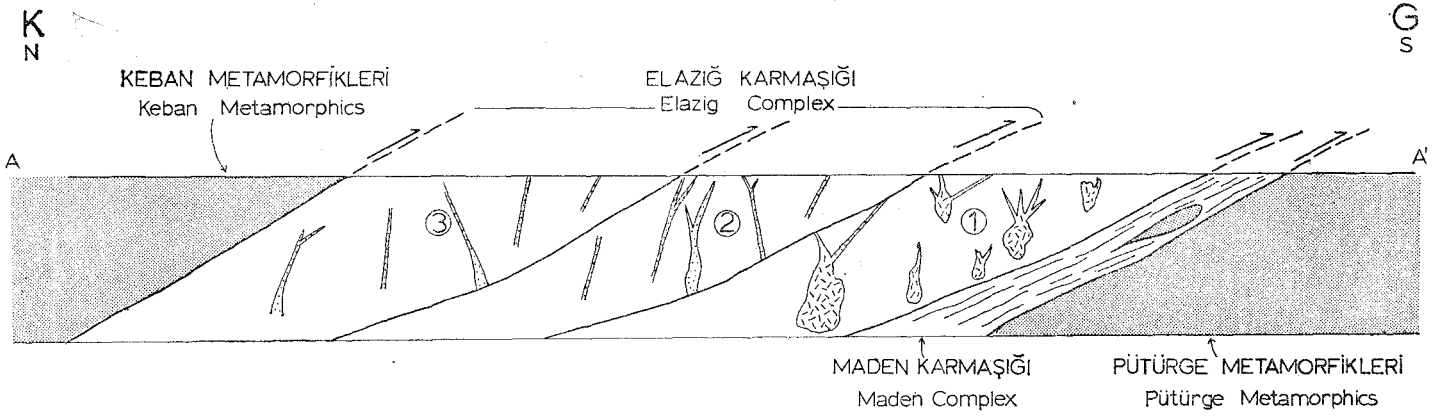 K
N
G
S
KEBAN METAMORFİKLERİ
Keban Metamorphics
ELAZIĞ KARMAŞIĞI
Elazig Complex
A
A'
3
2
1
MADEN KARMAŞIĞI
Maden Complex
PÜTÜRGE METAMORFİKLERİ
Pütürge Metamorphics